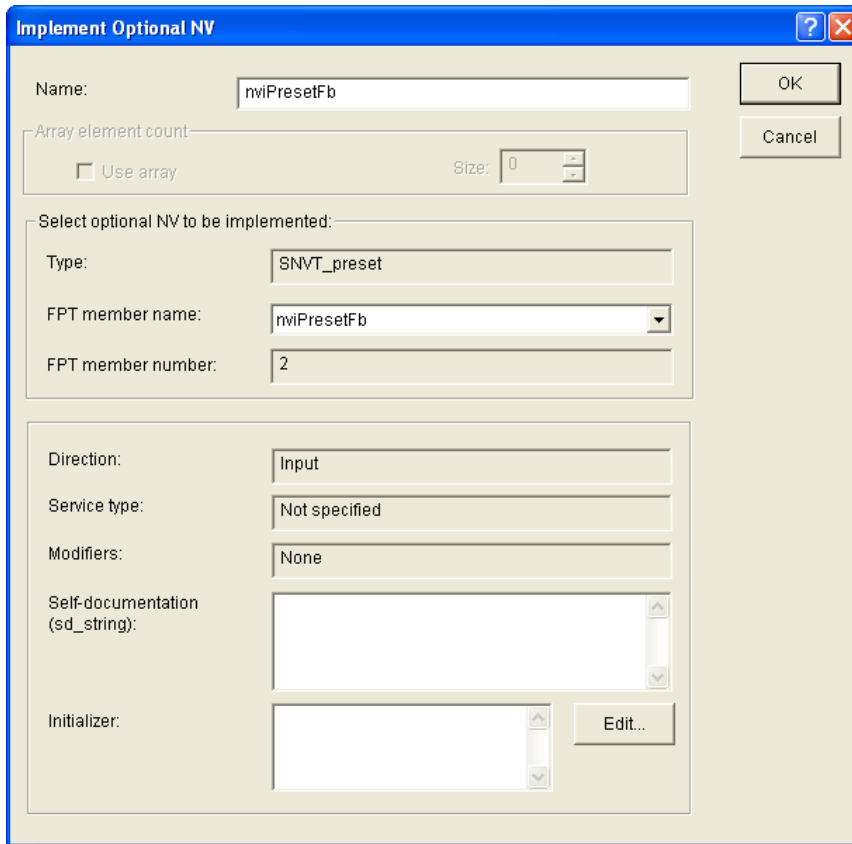 Implement Optional NV
?
Name: nviPresetFb
OK
Array element count
Cancel
Use array Size: 0
Select optional NV to be implemented:
Type: SNVT_preset
FPT member name: nviPresetFb
FPT member number: 2
Direction: Input
Service type: Not specified
Modifiers: None
Self-documentation
(sd_string):
Initializer: Edit...